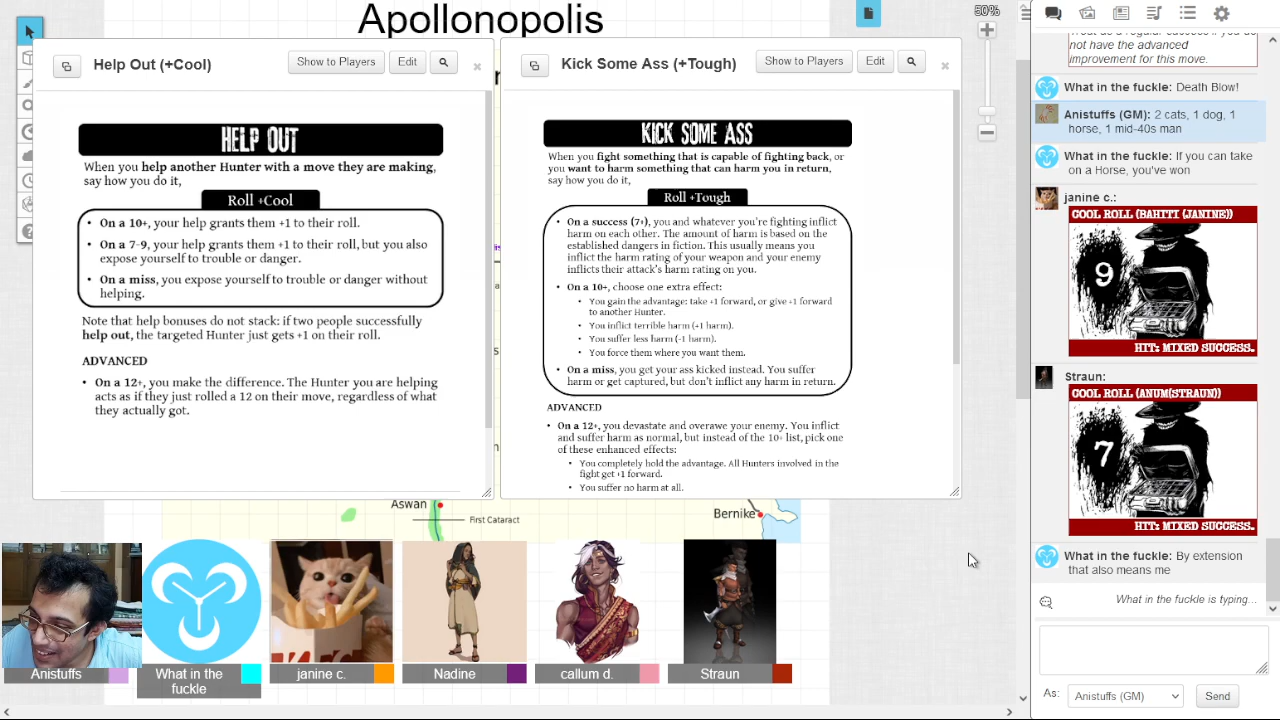 Apollonopolis
80%
Help Out (+Cool)
Show to Players
Edit
HELP OUT
When you help another Hunter with a move they are making,
say how you do it,
Roll +Cool
• On a 10+, your help grants them +1 to their roll.
• On a 7-9, your help grants them +1 to their roll, but you also
expose yourself to trouble or danger.
• On a miss, you expose yourself to trouble or danger without
helping.
Note that help bonuses do not stack: if two people successfully
help out, the targeted Hunter just gets +1 on their roll.
ADVANCED
• On a 12+, you make the difference. The Hunter you are helping
acts as if they just rolled a 12 on their move, regardless of what
they actually got.
Kick Some Ass (+Tough)
Show to Players
Edit
KICK SOME ASS
When you fight something that is capable of fighting back, or
you want to harm something that can harm you in return,
say how you do it,
Roll +Tough
• On a success (7+), you and whatever you're fighting inflict
harm on each other. The amount of harm is based on the
established dangers in fiction. This usually means you
inflict the harm rating of your weapon and your enemy
inflicts their attack's harm rating on you.
• On a 10+, choose one extra effect:
• You gain the advantage: take +1 forward, or give +1 forward
to another Hunter.
• You inflict terrible harm (+1 harm).
• You suffer less harm (-1 harm).
• You force them where you want them.
• On a miss, you get your ass kicked instead. You suffer
harm or get captured, but don't inflict any harm in return.
ADVANCED
• On a 12+, you devastate and overawe your enemy. You inflict
and suffer harm as normal, but instead of the 10+ list, pick one
of these enhanced effects:
• You completely hold the advantage. All Hunters involved in the
fight get +1 forward.
• You suffer no harm at all.
Aswan
First Cataract
Bernike
Anistuffs
What in the
fuckle
janine c.
Nadine
callum d.
Straun
not have the advanced
improvement for this move.
What in the fuckle: Death Blow!
Anistuffs (GM): 2 cats, 1 dog, 1
horse, 1 mid-40s man
What in the fuckle: If you can take
on a Horse, you've won
janine c.:
COOL ROLL (BAHITI (JANINE))
9
HIT: MIXED SUCCESS.
Straun:
COOL ROLL (ANUM(STRAUN))
7
HIT: MIXED SUCCESS.
What in the fuckle: By extension
that also means me
What in the fuckle is typing...
As:
Anistuffs (GM)
Send